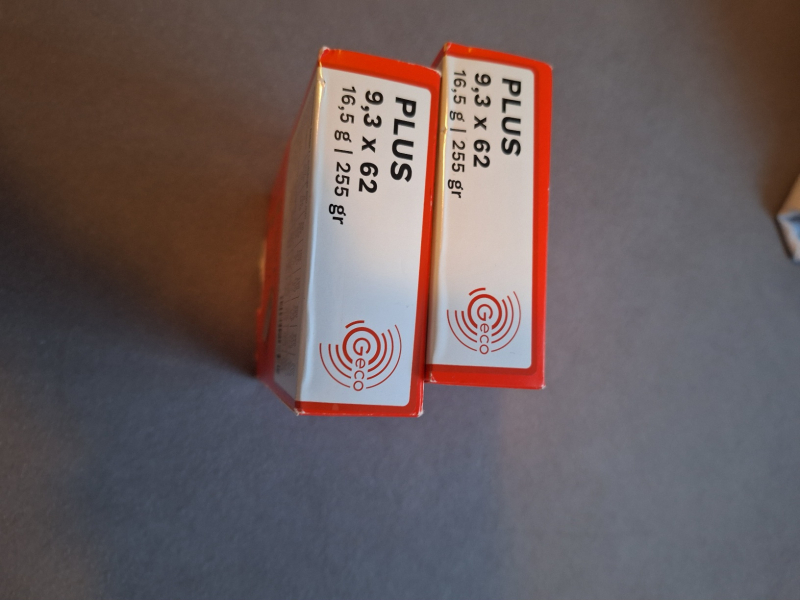 PLUS
9,3 x 62
16,5 g | 255 gr
Geco
PLUS
9,3 x 62
16,5 g | 255 gr
Geco